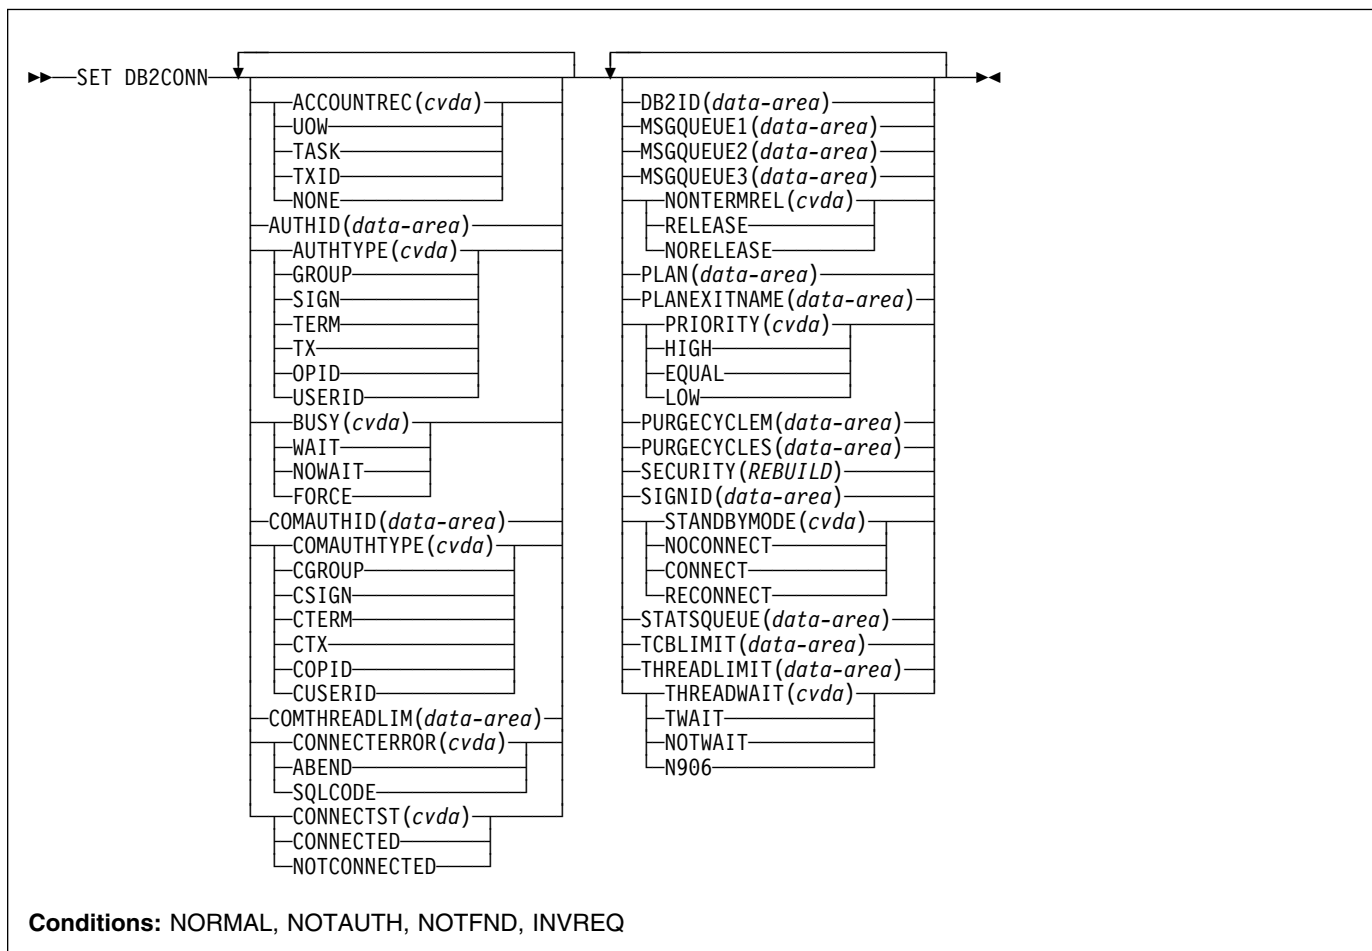 SET DB2CONN
ACCOUNTREC(cvda)
UOW
TASK
TXID
NONE
AUTHID(data-area)
AUTHTYPE(cvda)
GROUP
SIGN
TERM
TX
OPID
USERID
BUSY(cvda)
WAIT
NOWAIT
FORCE
COMAUTHID(data-area)
COMAUTHTYPE(cvda)
CGROUP
CSIGN
CTERM
CTX
COPID
CUSERID
COMTHREADLIM(data-area)
CONNECTERROR(cvda)
ABEND
SQLCODE
CONNECTST(cvda)
CONNECTED
NOTCONNECTED
DB2ID(data-area)
MSGQUEUE1(data-area)
MSGQUEUE2(data-area)
MSGQUEUE3(data-area)
NONTERMREL(cvda)
RELEASE
NORELEASE
PLAN(data-area)
PLANEXITNAME(data-area)
PRIORITY(cvda)
HIGH
EQUAL
LOW
PURGECYCLEM(data-area)
PURGECYCLES(data-area)
SECURITY(REBUILD)
SIGNID(data-area)
STANDBYMODE(cvda)
NOCONNECT
CONNECT
RECONNECT
STATSQUEUE(data-area)
TCBLIMIT(data-area)
THREADLIMIT(data-area)
THREADWAIT(cvda)
TWAIT
NOTWAIT
N906
Conditions: NORMAL, NOTAUTH, NOTFND, INVREQ